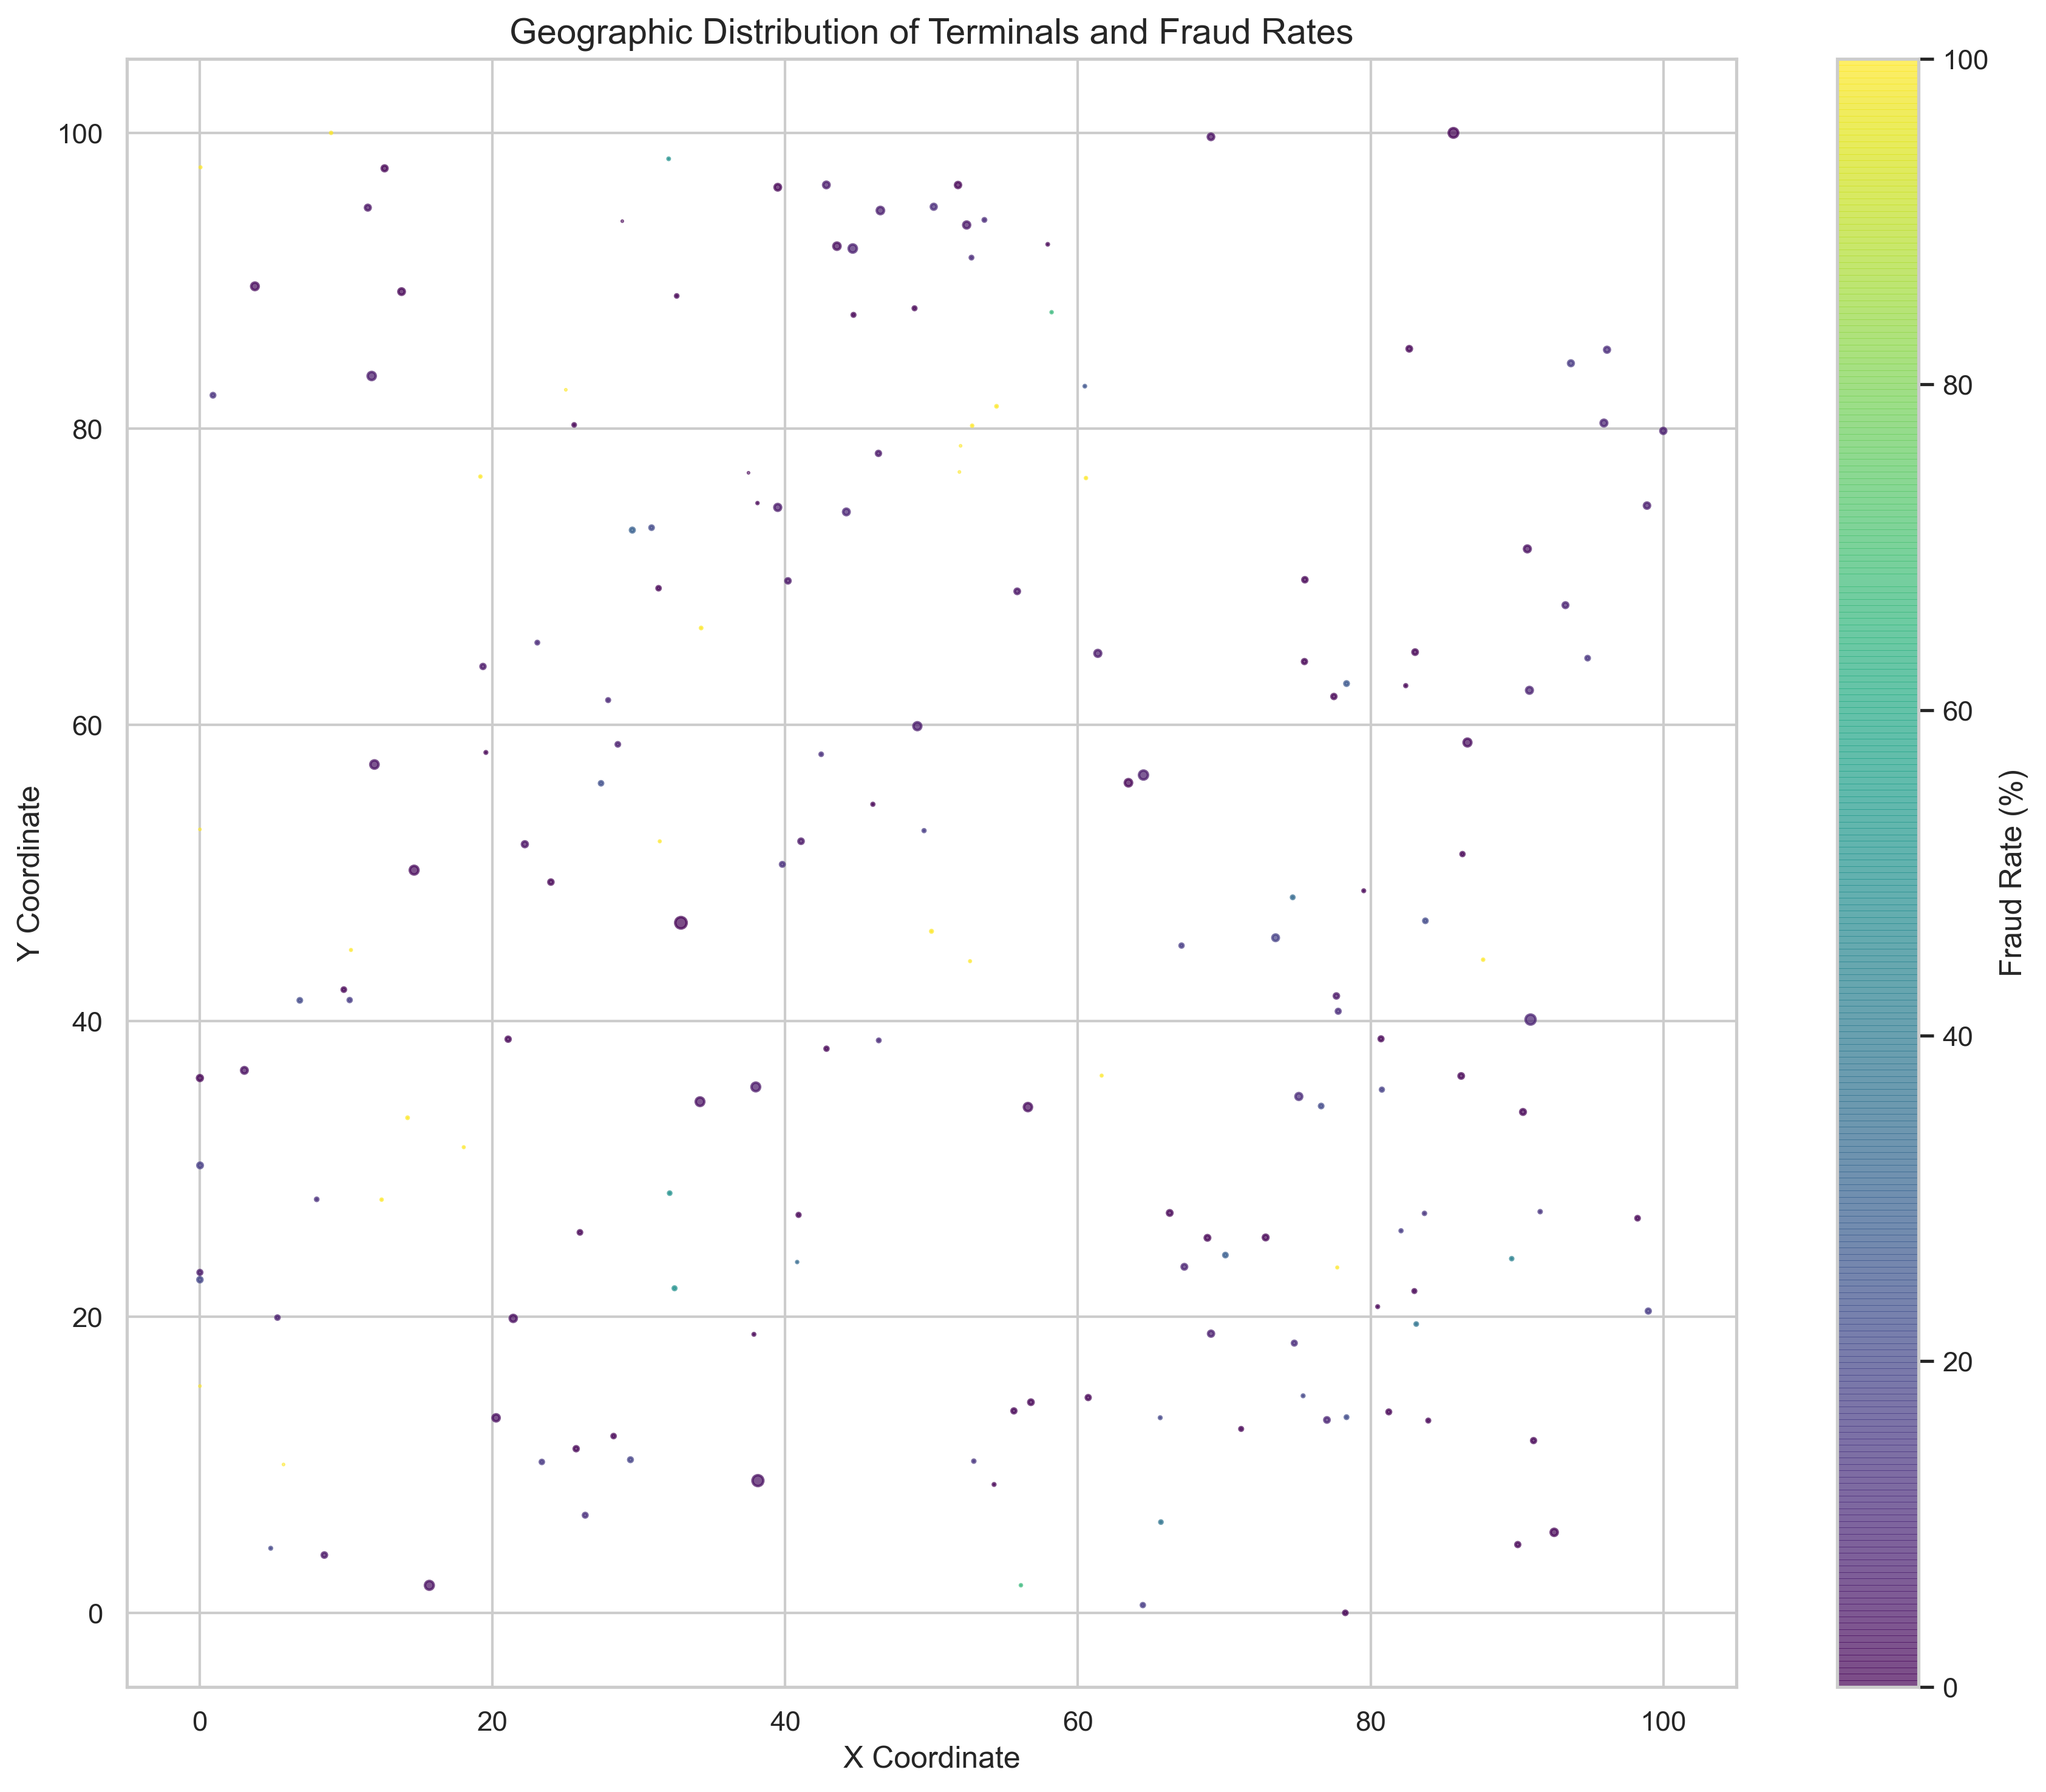 Geographic Distribution of Terminals and Fraud Rates
100
80
60
40
20
0
Y Coordinate
0 20 40 60 80 100
X Coordinate
100
80
60
40
20
0
Fraud Rate (%)